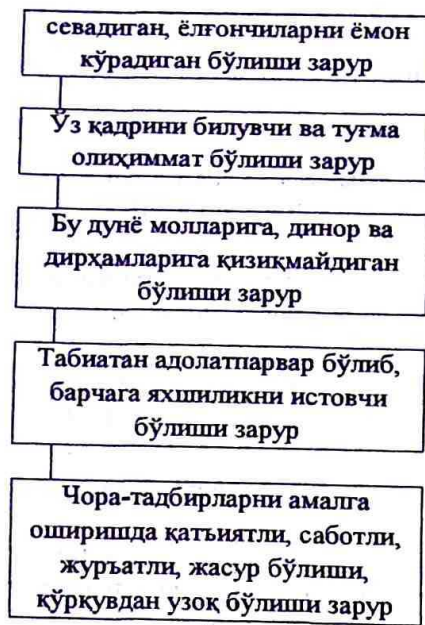 севадиган, ёлғончиларни ёмон
кўрадиган бўлиши зарур
Ўз қадрини билувчи ва туғма
олиҳиммат бўлиши зарур
Бу дунё молларига, динор ва
дирҳамларига қизиқмайдиган
бўлиши зарур
Табиатан адолатпарвар бўлиб,
барчага яхшиликни истовчи
бўлиши зарур
Чора-тадбирларни амалга
оширишда қатъиятли, саботли,
журъатли, жасур бўлиши,
қўрқувдан узоқ бўлиши зарур